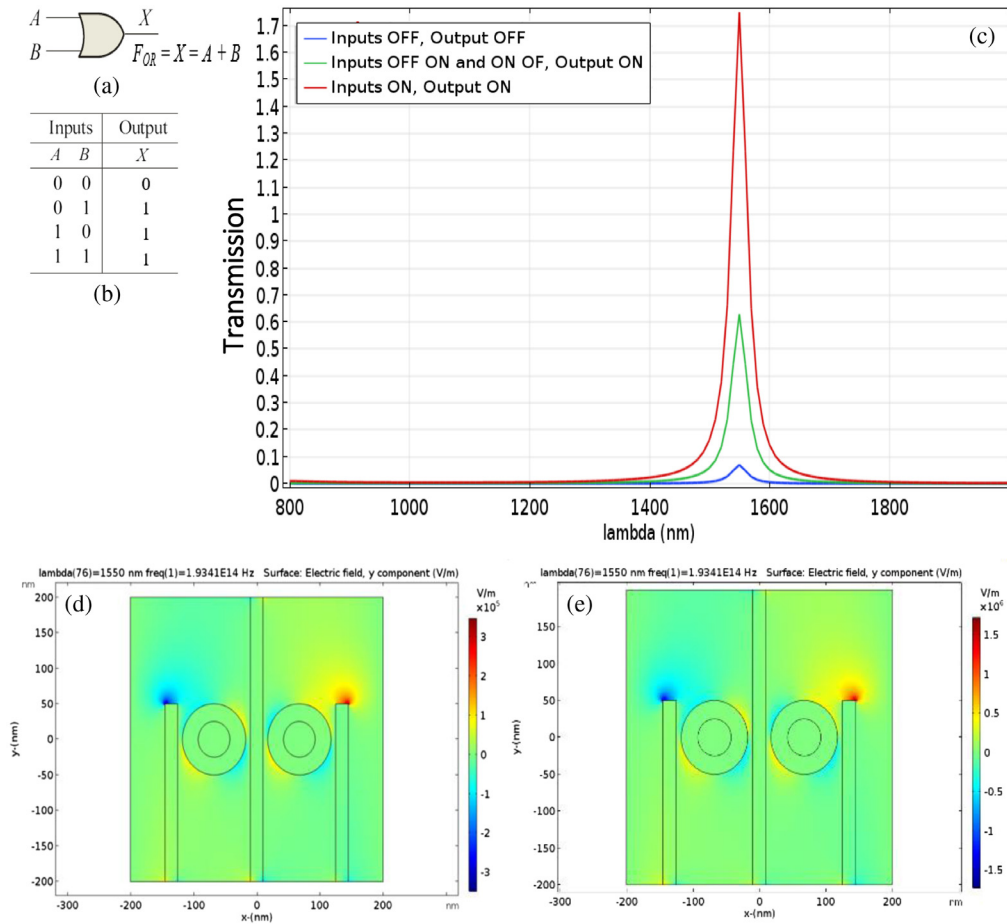 A
B
X
F_OR = X = A + B
(a)
Inputs Output
A B X
0 0 0
0 1 1
1 0 1
1 1 1
(b)
(c)
Inputs OFF, Output OFF
Inputs OFF ON and ON OF, Output ON
Inputs ON, Output ON
Transmission
1.7
1.6
1.5
1.4
1.3
1.2
1.1
1
0.9
0.8
0.7
0.6
0.5
0.4
0.3
0.2
0.1
0
800 1000 1200 1400 1600 1800
lambda (nm)
nm lambda(76)=1550 nm freq(1)=1.9341E14 Hz Surface: Electric field, y component (V/m)
(d)
V/m
×10⁵
200
150
100
50
0
-50
-100
-150
-200
y-(nm)
3
2
1
0
-1
-2
-3
-300 -200 -100 0 100 200 nm
x-(nm)
nm lambda(76)=1550 nm freq(1)=1.9341E14 Hz Surface: Electric field, y component (V/m)
(e)
V/m
×10⁶
150
100
50
0
-50
-100
-150
-200
y-(nm)
1.5
1
0.5
0
-0.5
-1
-1.5
-300 -200 -100 0 100 200
x-(nm)